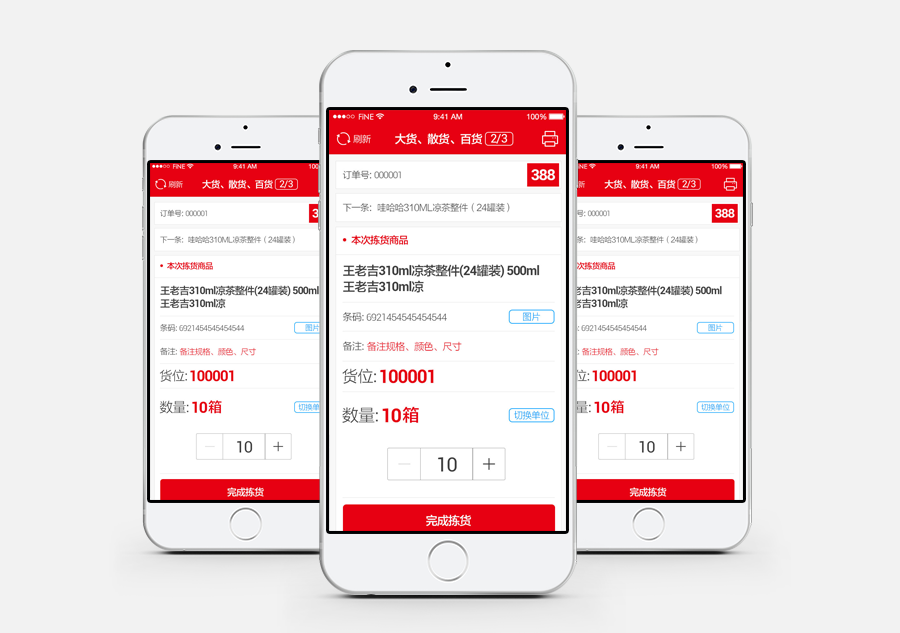 FiNE 9:41 AM 100%
刷新 大货、散货、百货 2/3
订单号: 000001 388
下一条: 哇哈哈310ML凉茶整件（24罐装）
• 本次拣货商品
王老吉310ml凉茶整件(24罐装) 500ml
王老吉310ml凉
条码: 6921454545454544 图片
备注: 备注规格、颜色、尺寸
货位: 100001
数量: 10箱 切换单位
— 10 +
完成拣货
FiNE 9:41 AM 100
刷新 大货、散货、百货 2/3
订单号: 000001 3
下一条: 哇哈哈310ML凉茶整件（24罐装）
• 本次拣货商品
王老吉310ml凉茶整件(24罐装) 500ml
王老吉310ml凉
条码: 6921454545454544 图片
备注: 备注规格、颜色、尺寸
货位: 100001
数量: 10箱 切换单
— 10 +
完成拣货
NE 9:41 AM 100%
新 大货、散货、百货 2/3
号: 000001 388
条: 哇哈哈310ML凉茶整件（24罐装）
次拣货商品
老吉310ml凉茶整件(24罐装) 500ml
老吉310ml凉
: 6921454545454544 图片
: 备注规格、颜色、尺寸
位: 100001
量: 10箱 切换单位
— 10 +
完成拣货